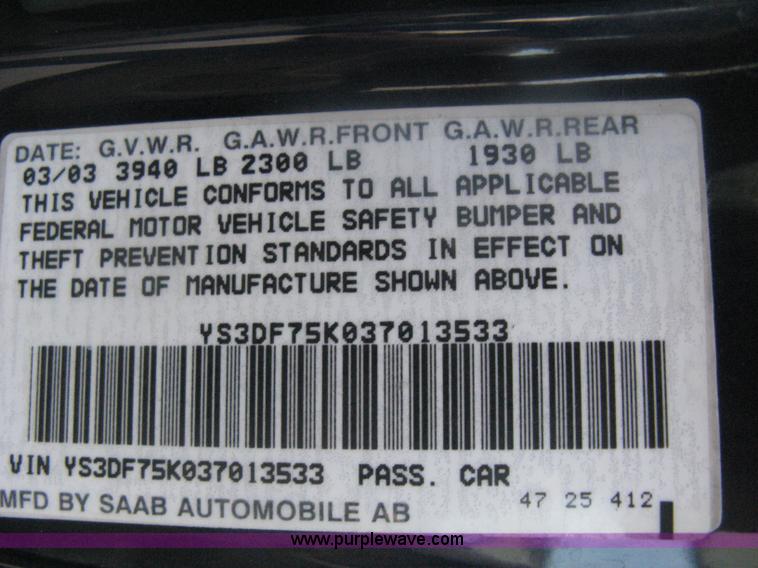 DATE: G.V.W.R. G.A.W.R.FRONT G.A.W.R.REAR
03/03 3940 LB 2300 LB 1930 LB
THIS VEHICLE CONFORMS TO ALL APPLICABLE
FEDERAL MOTOR VEHICLE SAFETY BUMPER AND
THEFT PREVENTION STANDARDS IN EFFECT ON
THE DATE OF MANUFACTURE SHOWN ABOVE.
YS3DF75K037013533
VIN YS3DF75K037013533 PASS. CAR
MFD BY SAAB AUTOMOBILE AB 47 25 412
www.purplewave.com